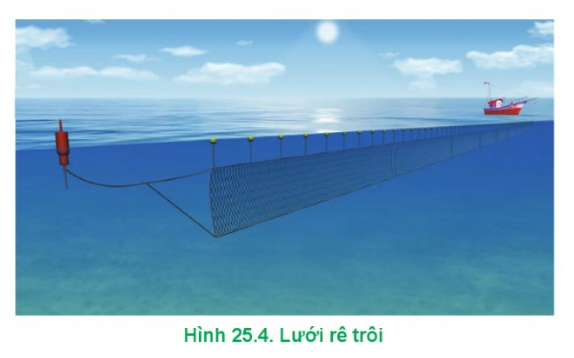 Hình 25.4. Lưới rê trôi